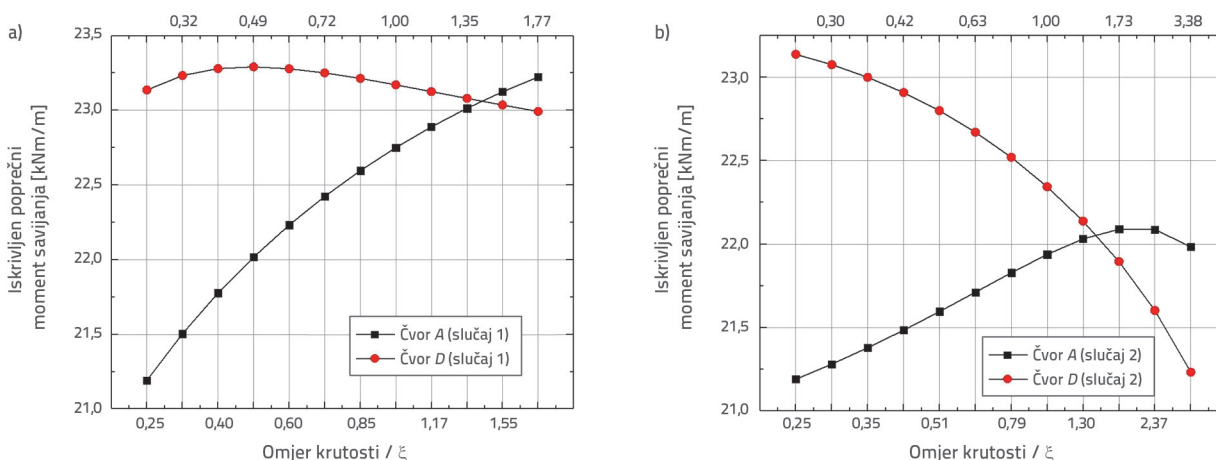 a)
0,32 0,49 0,72 1,00 1,35 1,77
23,5
23,0
22,5
22,0
21,5
21,0
Iskrivljen poprečni
moment savijanja [kNm/m]
Čvor A (slučaj 1)
Čvor D (slučaj 1)
0,25 0,40 0,60 0,85 1,17 1,55
Omjer krutosti / ξ
b)
0,30 0,42 0,63 1,00 1,73 3,38
23,0
22,5
22,0
21,5
21,0
Iskrivljen poprečni
moment savijanja [kNm/m]
Čvor A (slučaj 2)
Čvor D (slučaj 2)
0,25 0,35 0,51 0,79 1,30 2,37
Omjer krutosti / ξ